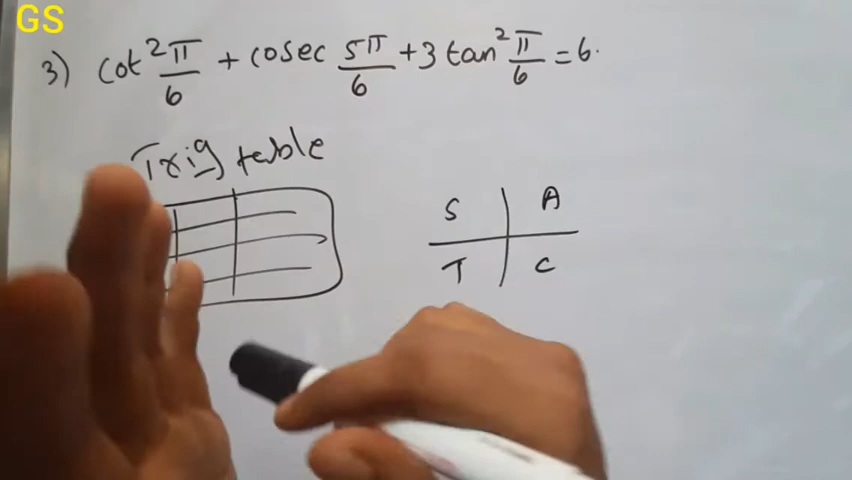 GS
3) cot²π/6 + cosec 5π/6 + 3 tan²π/6 = 6.
Trig table
S A
T C